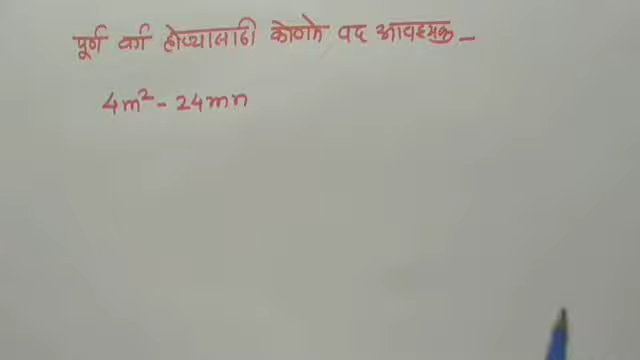 पूर्ण वर्ग होण्यासाठी कोणते पद आवश्यक -
4m² - 24mn